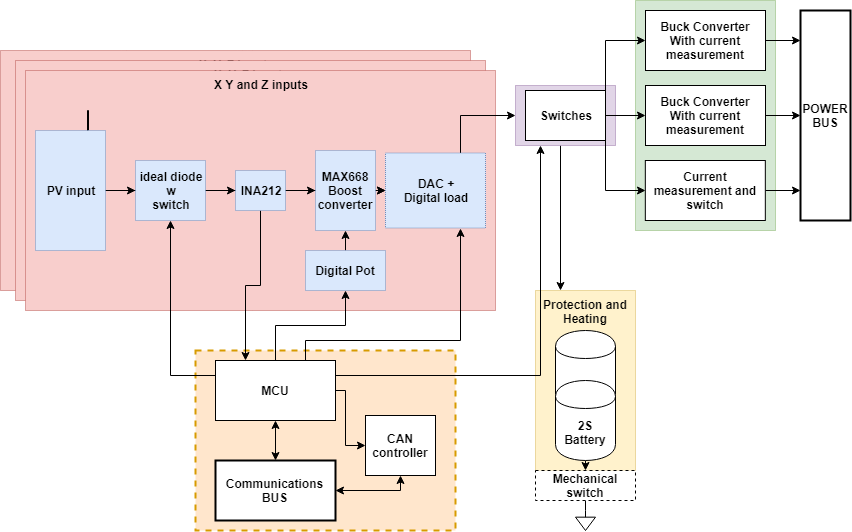 X Y and Z inputs
PV input
ideal diode
w
switch
INA212
MAX668
Boost
converter
DAC +
Digital load
Digital Pot
Switches
Buck Converter
With current
measurement
Buck Converter
With current
measurement
Current
measurement and
switch
POWER
BUS
Protection and
Heating
2S
Battery
Mechanical
switch
MCU
CAN
controller
Communications
BUS